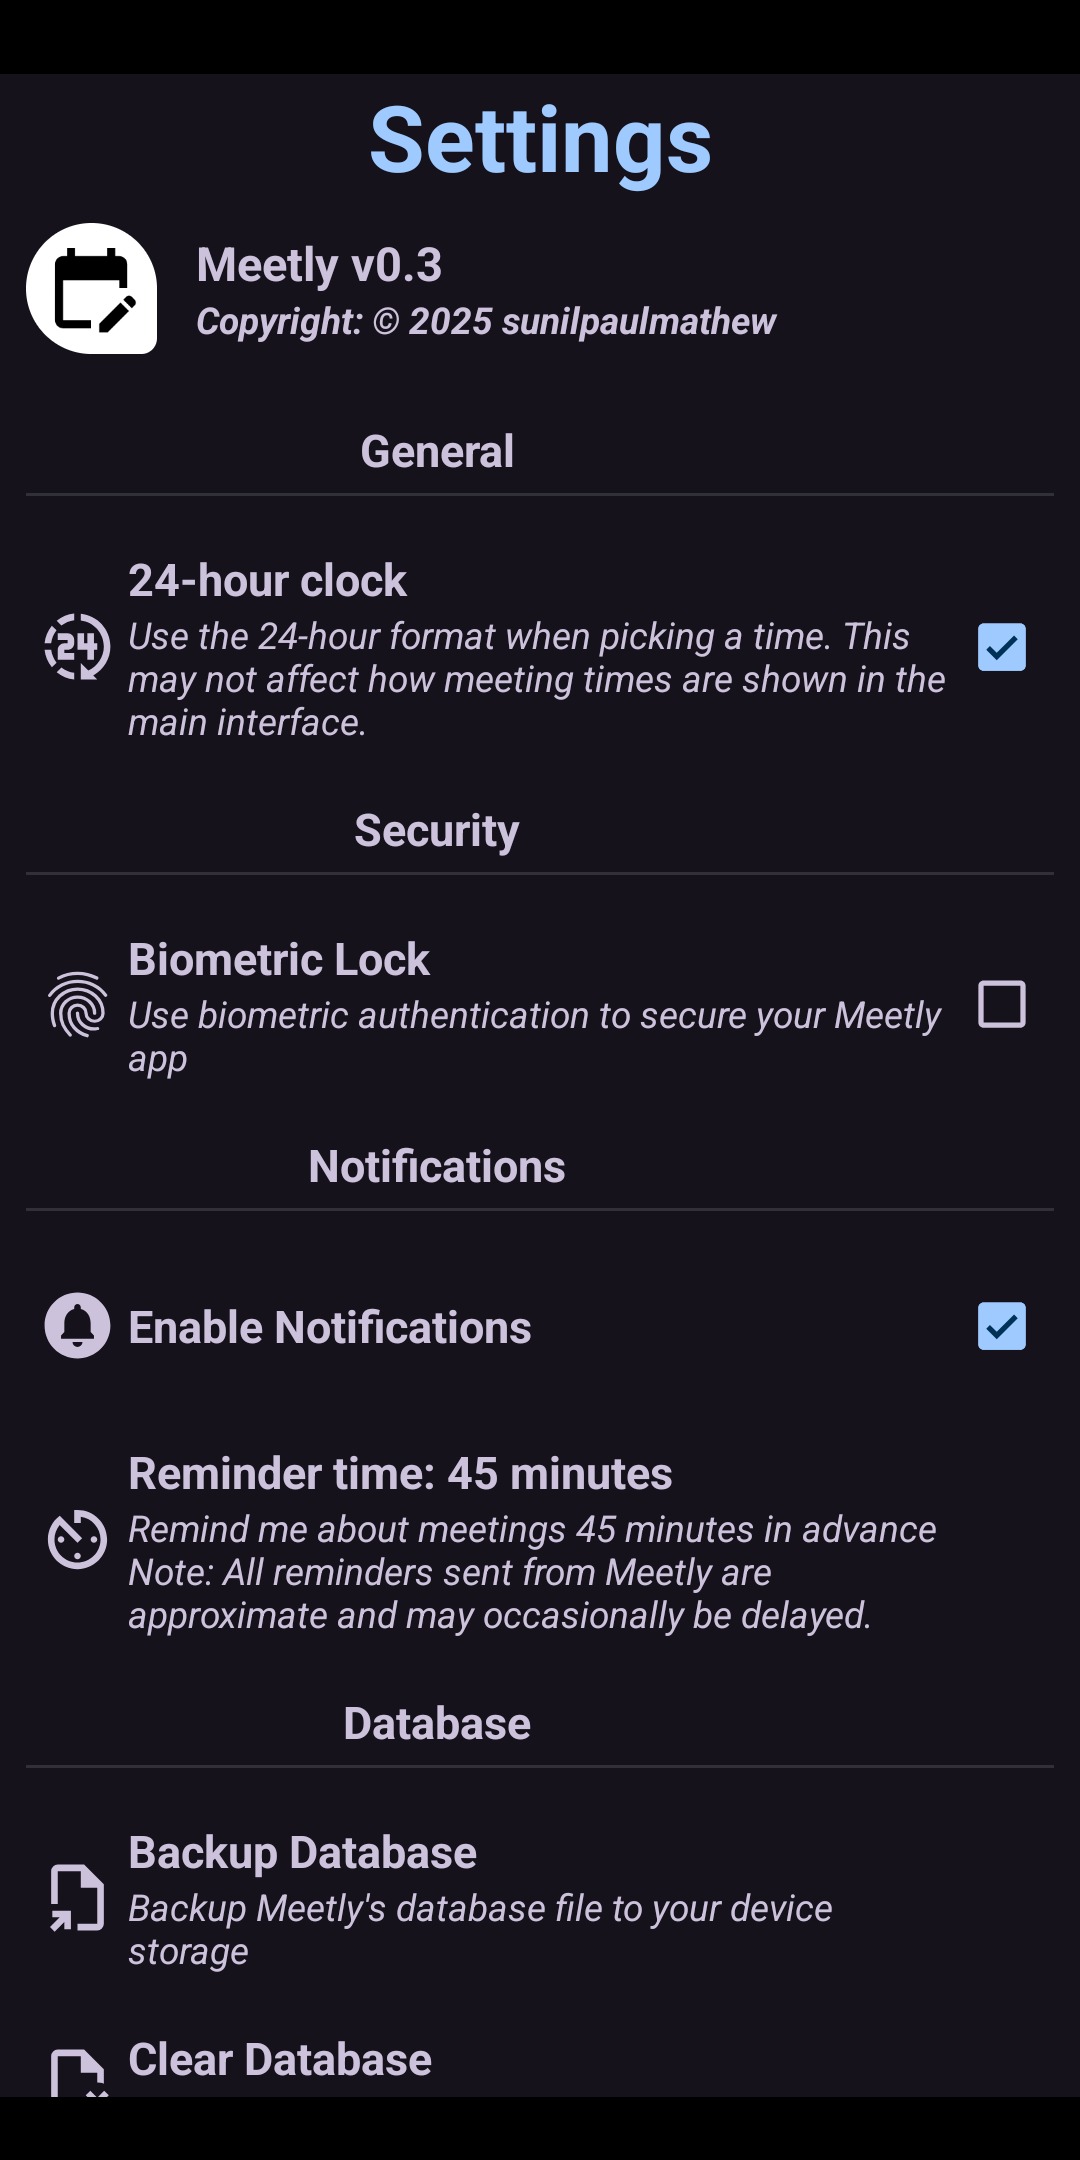 Settings
Meetly v0.3
Copyright: © 2025 sunilpaulmathew
General
24-hour clock
Use the 24-hour format when picking a time. This
may not affect how meeting times are shown in the
main interface.
Security
Biometric Lock
Use biometric authentication to secure your Meetly
app
Notifications
Enable Notifications
Reminder time: 45 minutes
Remind me about meetings 45 minutes in advance
Note: All reminders sent from Meetly are
approximate and may occasionally be delayed.
Database
Backup Database
Backup Meetly's database file to your device
storage
Clear Database